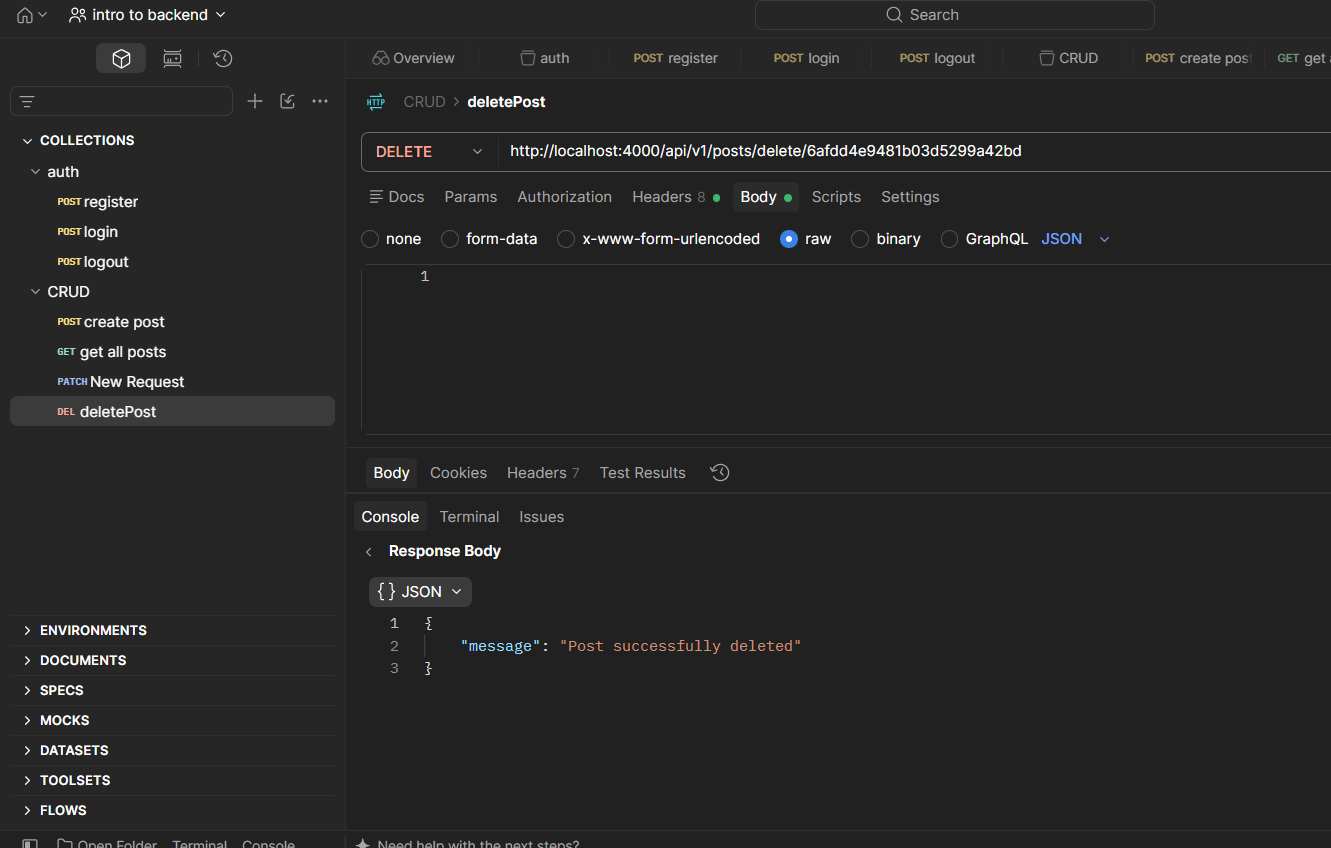 intro to backend
Search
Overview
auth
POST register
POST login
POST logout
CRUD
POST create post
GET get
HTTP CRUD > deletePost
COLLECTIONS
DELETE
http://localhost:4000/api/v1/posts/delete/6afdd4e9481b03d5299a42bd
auth
POST register
POST login
POST logout
CRUD
POST create post
GET get all posts
PATCH New Request
DEL deletePost
Docs Params Authorization Headers 8 Body Scripts Settings
none form-data x-www-form-urlencoded raw binary GraphQL JSON
1
Body Cookies Headers 7 Test Results
Console Terminal Issues
Response Body
{ } JSON
1 {
2 "message": "Post successfully deleted"
3 }
ENVIRONMENTS
DOCUMENTS
SPECS
MOCKS
DATASETS
TOOLSETS
FLOWS
Open Folder Terminal Console
Need help with the next steps?